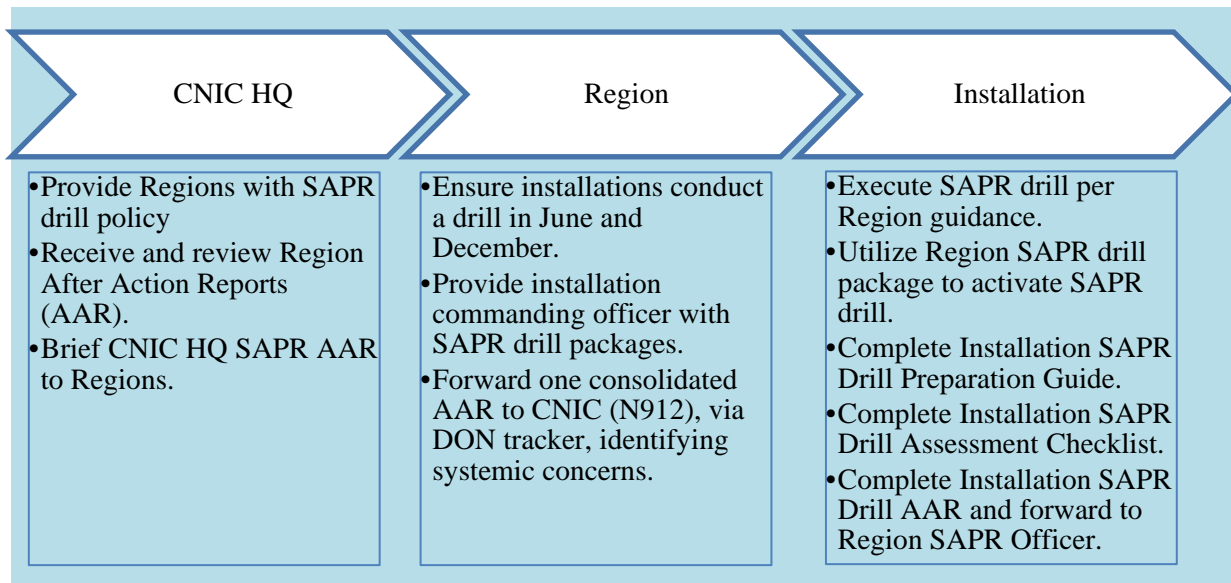 CNIC HQ
Region
Installation
•Provide Regions with SAPR
drill policy
•Receive and review Region
After Action Reports
(AAR).
•Brief CNIC HQ SAPR AAR
to Regions.
•Ensure installations conduct
a drill in June and
December.
•Provide installation
commanding officer with
SAPR drill packages.
•Forward one consolidated
AAR to CNIC (N912), via
DON tracker, identifying
systemic concerns.
•Execute SAPR drill per
Region guidance.
•Utilize Region SAPR drill
package to activate SAPR
drill.
•Complete Installation SAPR
Drill Preparation Guide.
•Complete Installation SAPR
Drill Assessment Checklist.
•Complete Installation SAPR
Drill AAR and forward to
Region SAPR Officer.